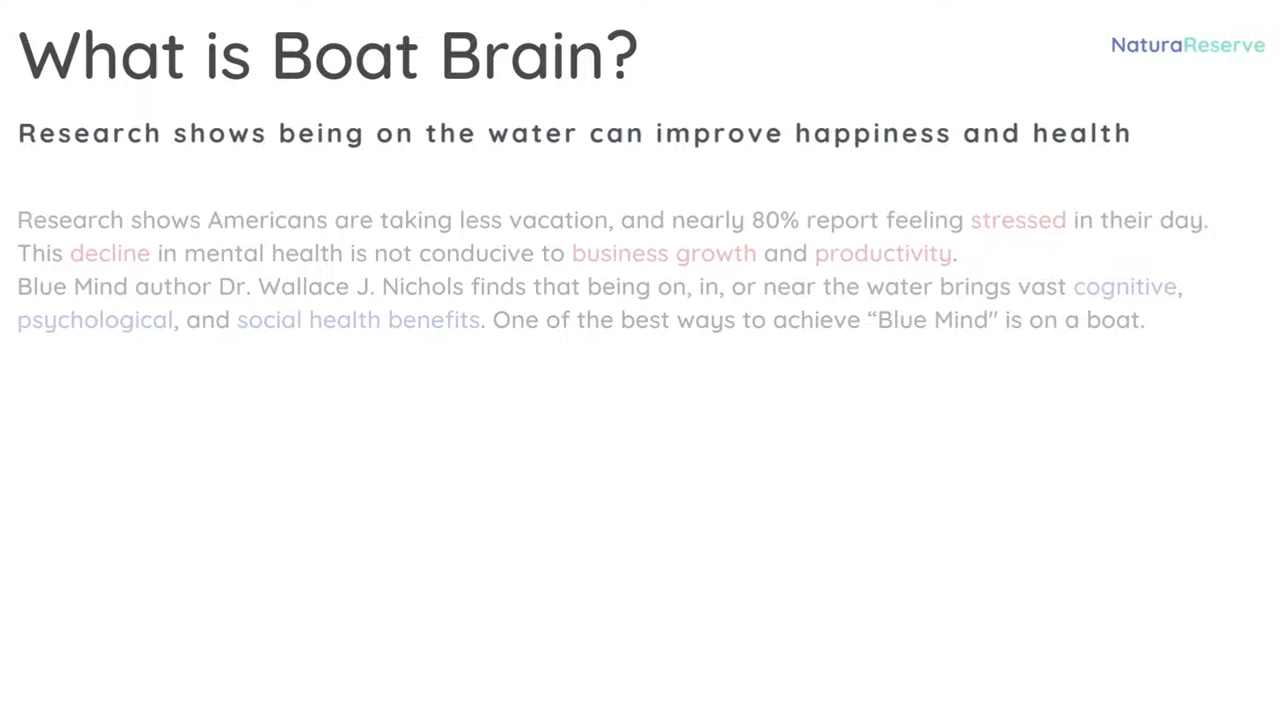 What is Boat Brain?
NaturaReserve
Research shows being on the water can improve happiness and health
Research shows Americans are taking less vacation, and nearly 80% report feeling stressed in their day.
This decline in mental health is not conducive to business growth and productivity.
Blue Mind author Dr. Wallace J. Nichols finds that being on, in, or near the water brings vast cognitive,
psychological, and social health benefits. One of the best ways to achieve “Blue Mind" is on a boat.